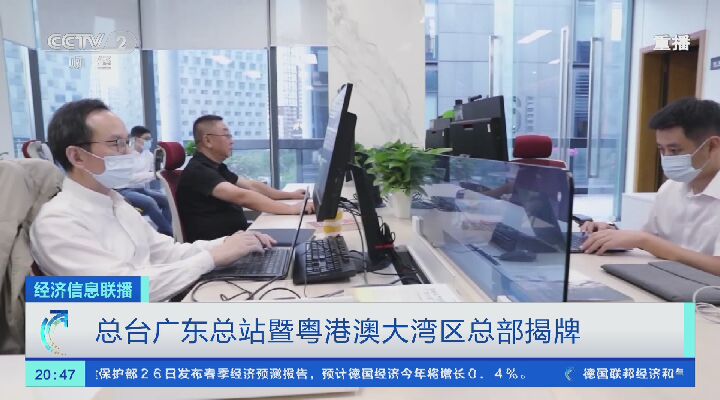 CCTV 2
财经
重播
经济信息联播
总台广东总站暨粤港澳大湾区总部揭牌
20:47
保护部26日发布春季经济预测报告，预计德国经济今年将增长0.4%。 德国联邦经济和